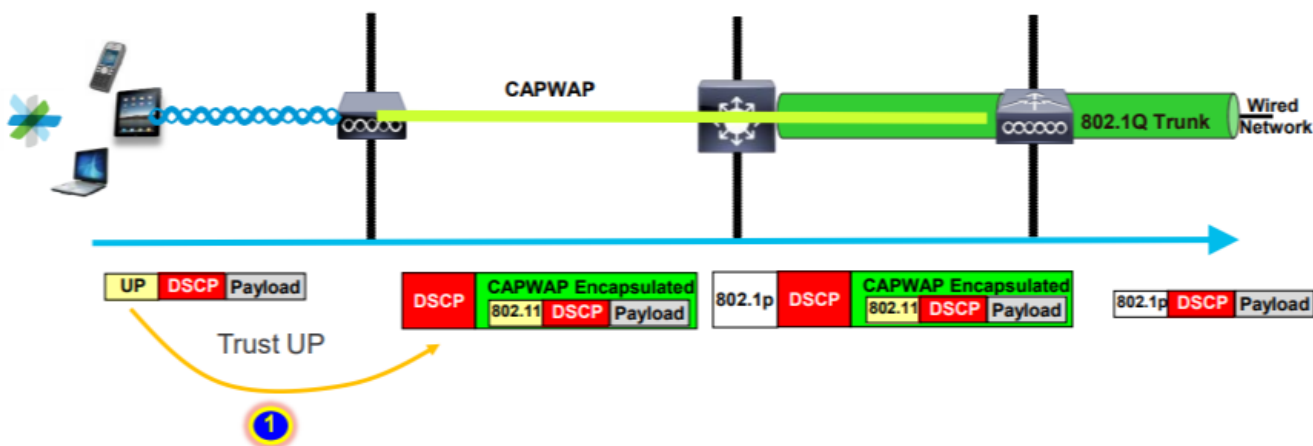 CAPWAP
802.1Q Trunk
Wired
Network
UP DSCP Payload
DSCP
CAPWAP Encapsulated
802.11 DSCP Payload
802.1p DSCP
CAPWAP Encapsulated
802.11 DSCP Payload
802.1p DSCP Payload
Trust UP
1